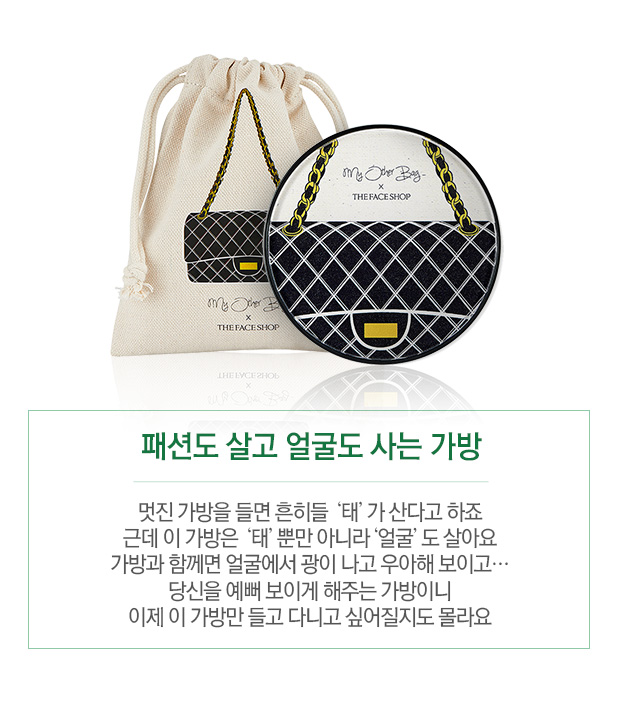 My Other Bag
x
THE FACE SHOP
My Other Bag
x
THE FACE SHOP
패션도 살고 얼굴도 사는 가방
멋진 가방을 들면 흔히들 ‘태’ 가 산다고 하죠
근데 이 가방은 ‘태’ 뿐만 아니라 ‘얼굴’ 도 살아요
가방과 함께면 얼굴에서 광이 나고 우아해 보이고…
당신을 예뻐 보이게 해주는 가방이니
이제 이 가방만 들고 다니고 싶어질지도 몰라요